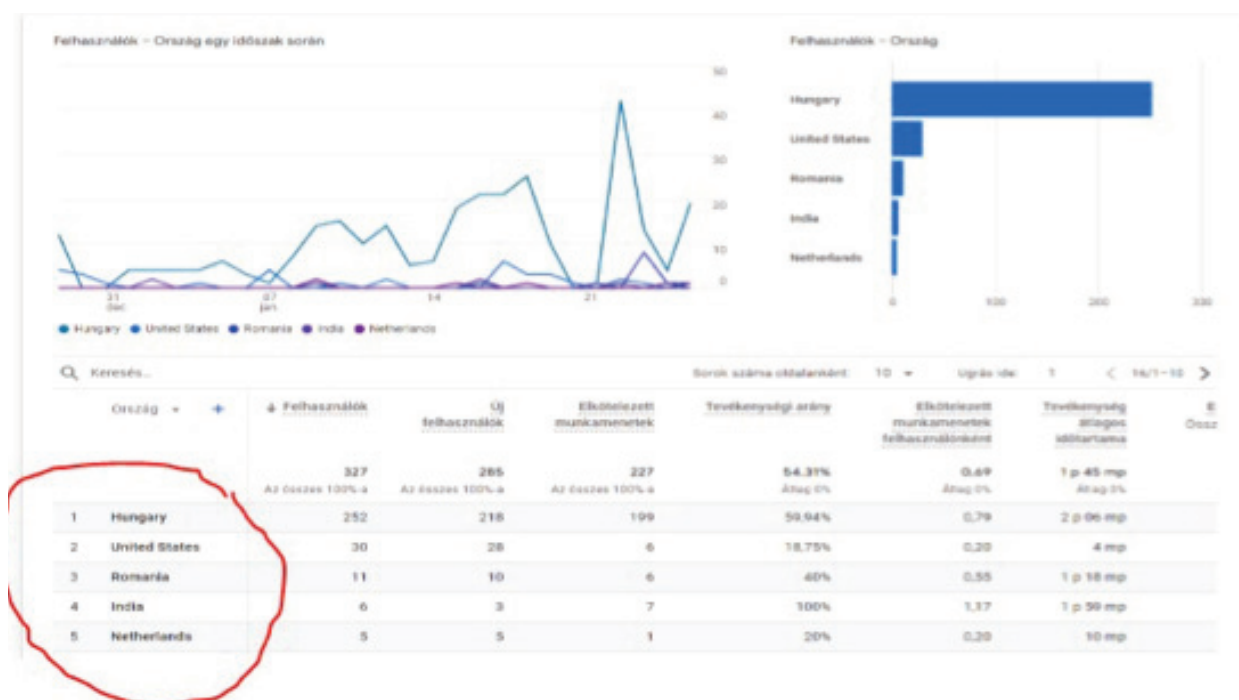 Felhasználók – Ország egy időszak során
50
40
30
20
10
0
31 dec
07 jan
14
21
Hungary United States Romania India Netherlands
Felhasználók – Ország
Hungary
United States
Romania
India
Netherlands
0 100 200 300
Keresés...
Sorok száma oldalanként: 10 Ugrás ide: 1 < 16/1–10 >
Ország + ↓ Felhasználók Új felhasználók Elkötelezett munkamenetek Tevékenységi arány Elkötelezett munkamenetek felhasználónként Tevékenység átlagos időtartama E Össz
327 285 227 54.31% 0,69 1 p 45 mp
Az összes 100%-a Az összes 100%-a Az összes 100%-a Átlag 0% Átlag 0% Átlag 0%
1 Hungary 252 218 199 59,94% 0,79 2 p 06 mp
2 United States 30 28 6 18,75% 0,20 4 mp
3 Romania 11 10 6 40% 0,55 1 p 18 mp
4 India 6 3 7 100% 1,17 1 p 59 mp
5 Netherlands 5 5 1 20% 0,20 10 mp